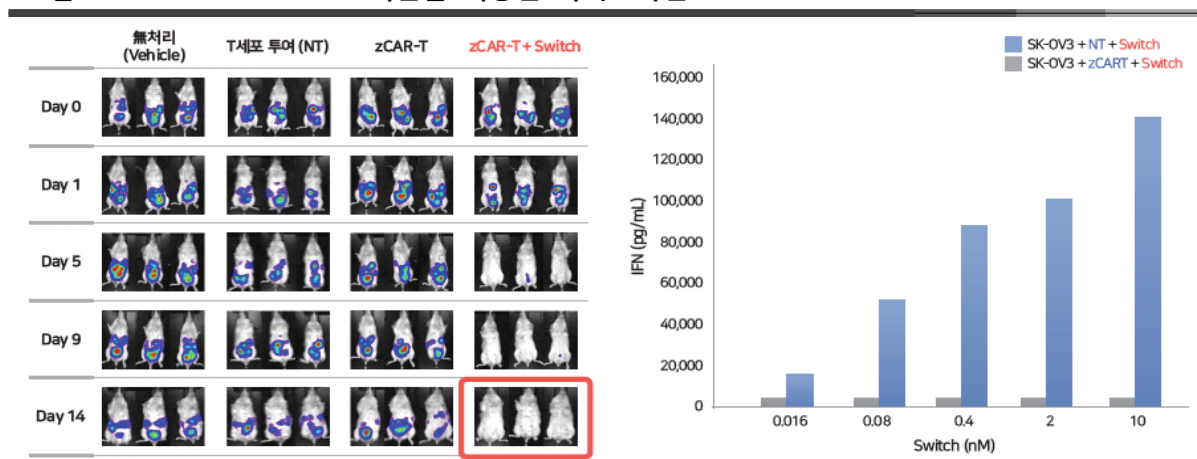 無처리
(Vehicle)
T세포 투여 (NT)
zCAR-T
zCAR-T + Switch
Day 0
Day 1
Day 5
Day 9
Day 14
SK-OV3 + NT + Switch
SK-OV3 + zCART + Switch
160,000
140,000
120,000
100,000
80,000
60,000
40,000
20,000
0
IFN (pg/mL)
0.016
0.08
0.4
2
10
Switch (nM)